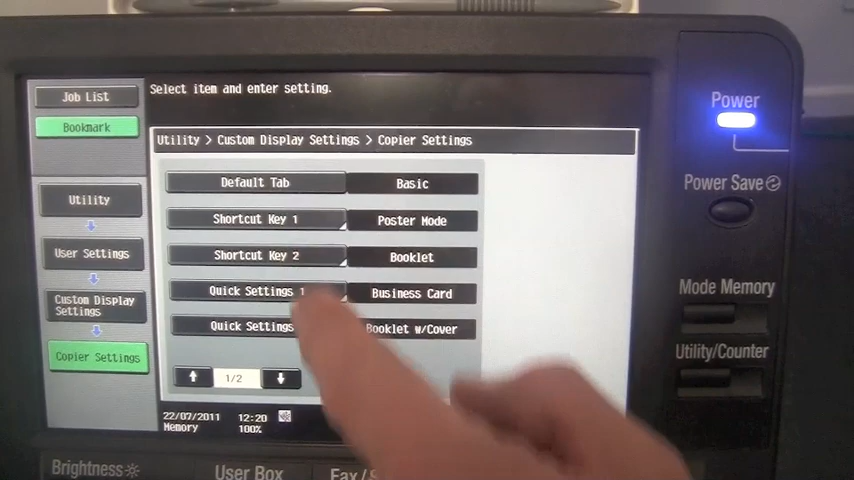 Job List
Select item and enter setting.
Bookmark
Utility > Custom Display Settings > Copier Settings
Default Tab
Basic
Utility
Shortcut Key 1
Poster Mode
User Settings
Shortcut Key 2
Booklet
Custom Display
Settings
Quick Settings 1
Business Card
Quick Settings
Booklet w/Cover
Copier Settings
1/2
22/07/2011 12:20
Memory 100%
Power
Power Save
Mode Memory
Utility/Counter
Brightness
User Box
Fax/S